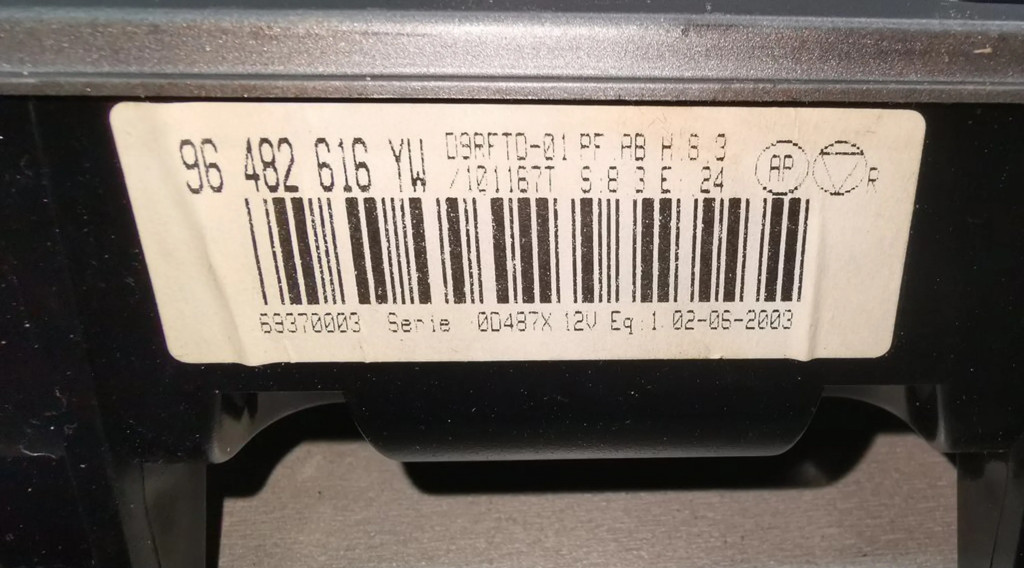 96 482 616 YW D9RFTD-01 PF AB H:8.3
/101167T S:8.3 E: 24 AP R
69370003 Serie :0D487X 12V Eq:1 02-06-2003